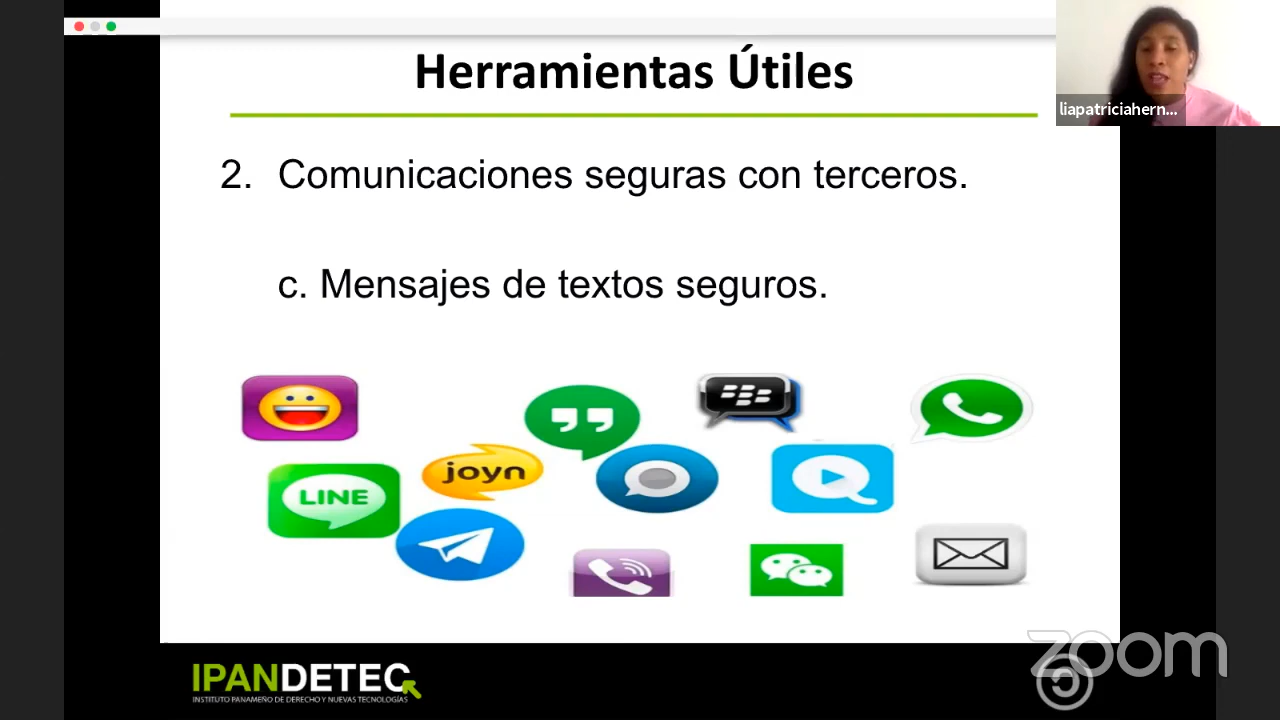 Herramientas Útiles
liapatriciahern...
2. Comunicaciones seguras con terceros.
c. Mensajes de textos seguros.
joyn
LINE
zoom
IPANDETEC
INSTITUTO PANAMEÑO DE DERECHO Y NUEVAS TECNOLOGÍAS